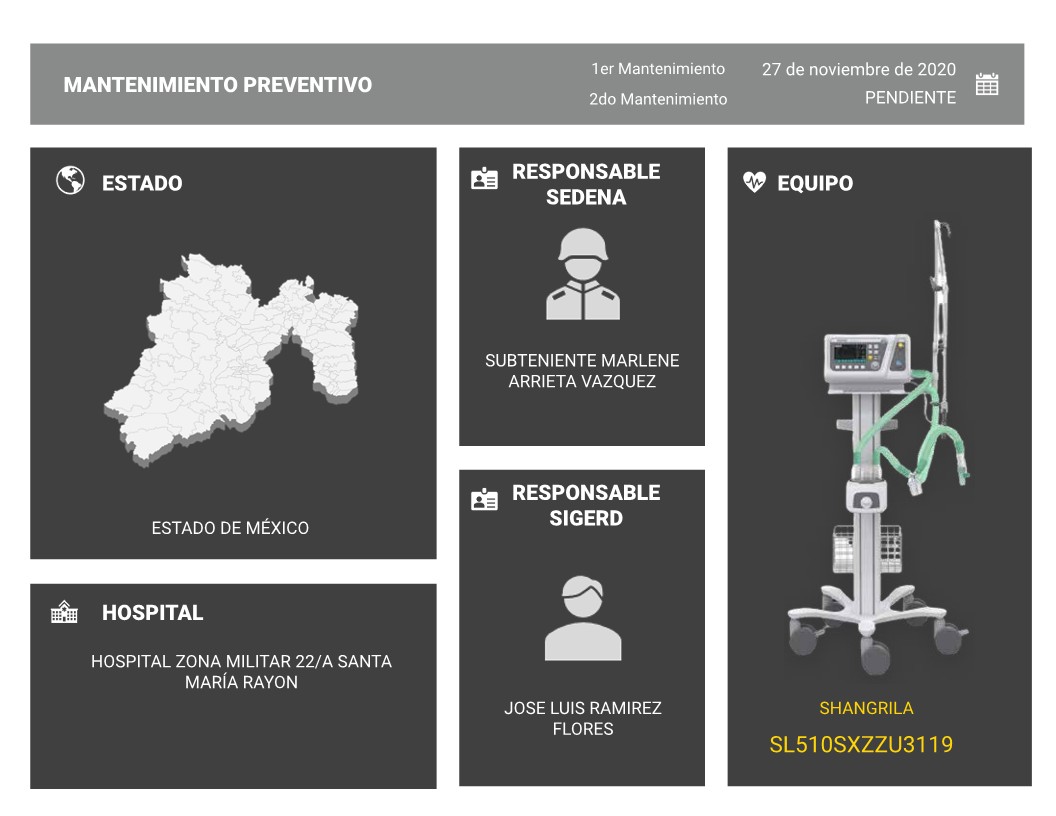 MANTENIMIENTO PREVENTIVO
1er Mantenimiento
27 de noviembre de 2020
2do Mantenimiento
PENDIENTE
ESTADO
ESTADO DE MÉXICO
HOSPITAL
HOSPITAL ZONA MILITAR 22/A SANTA
MARÍA RAYON
RESPONSABLE
SEDENA
SUBTENIENTE MARLENE
ARRIETA VAZQUEZ
RESPONSABLE
SIGERD
JOSE LUIS RAMIREZ
FLORES
EQUIPO
SHANGRILA
SL510SXZZU3119